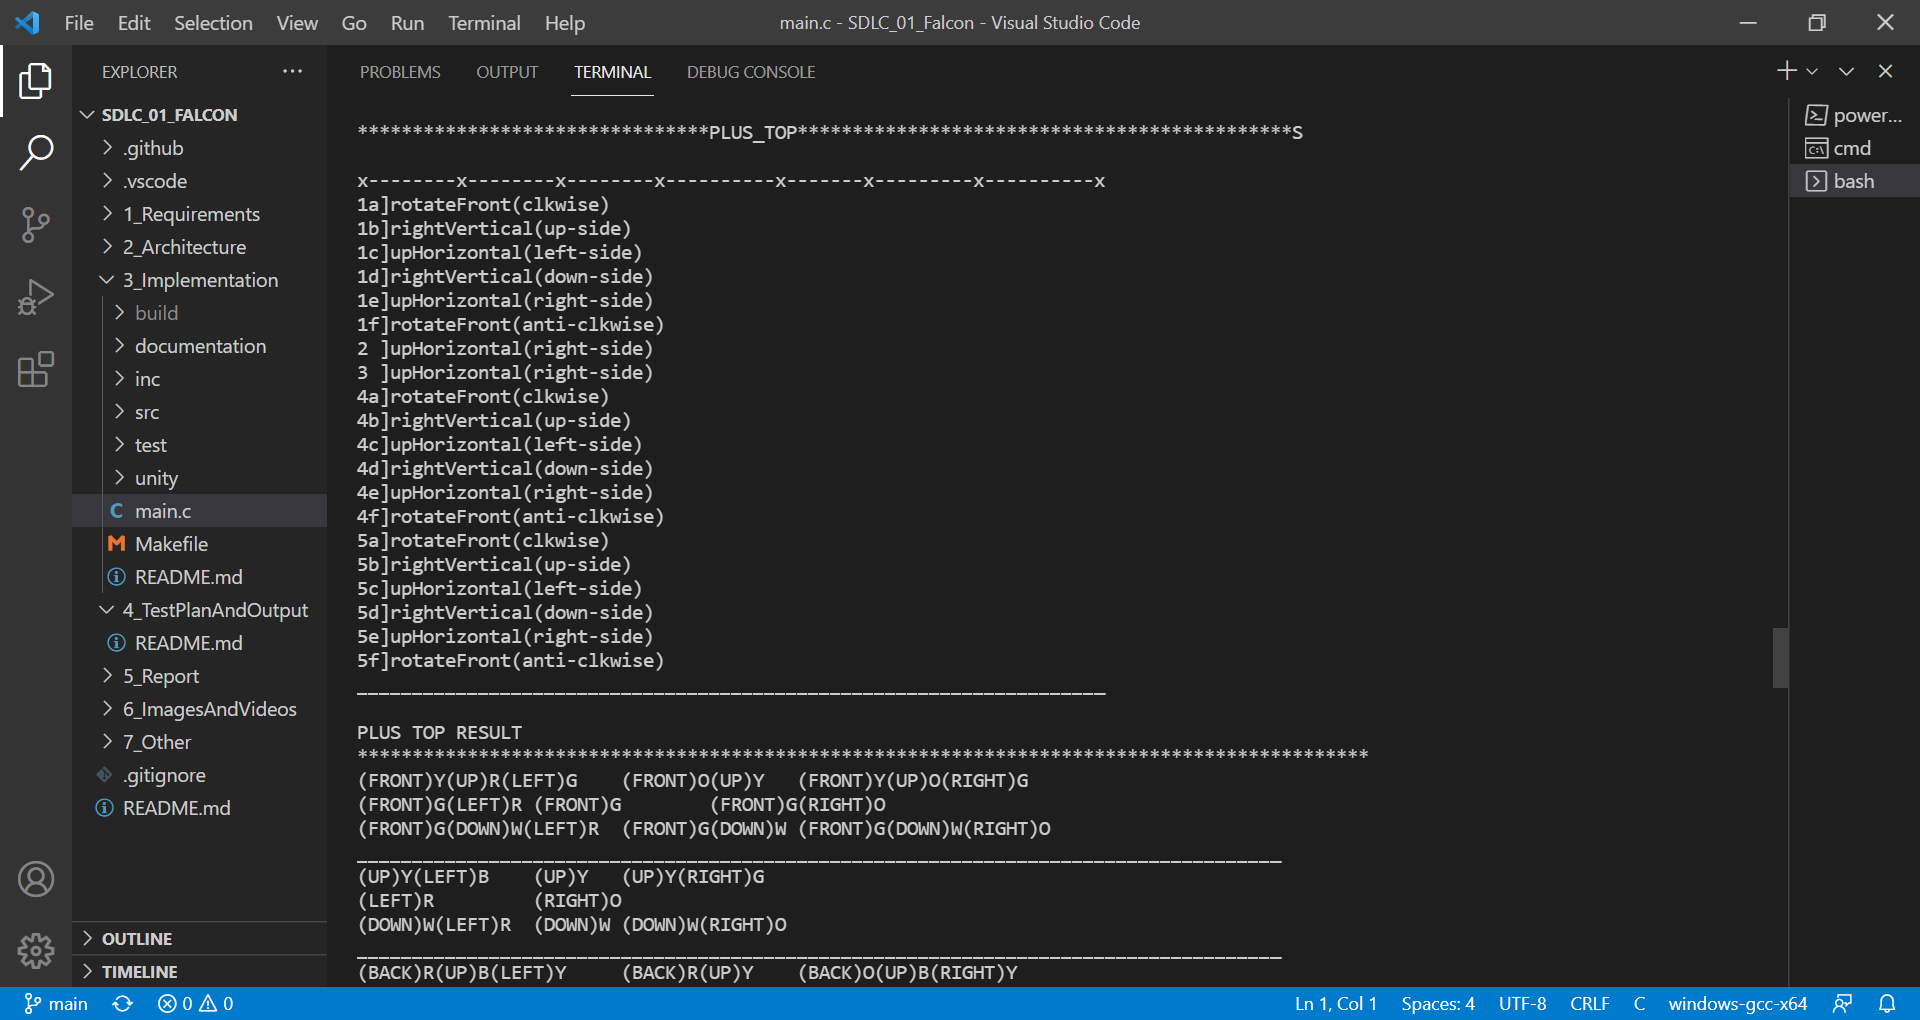 File Edit Selection View Go Run Terminal Help main.c - SDLC_01_Falcon - Visual Studio Code
EXPLORER
SDLC_01_FALCON
.github
.vscode
1_Requirements
2_Architecture
3_Implementation
build
documentation
inc
src
test
unity
C main.c
M Makefile
README.md
4_TestPlanAndOutput
README.md
5_Report
6_ImagesAndVideos
7_Other
.gitignore
README.md
OUTLINE
TIMELINE
PROBLEMS OUTPUT TERMINAL DEBUG CONSOLE
********************************PLUS_TOP*********************************************S
x--------x--------x--------x----------x-------x---------x----------x
1a]rotateFront(clkwise)
1b]rightVertical(up-side)
1c]upHorizontal(left-side)
1d]rightVertical(down-side)
1e]upHorizontal(right-side)
1f]rotateFront(anti-clkwise)
2 ]upHorizontal(right-side)
3 ]upHorizontal(right-side)
4a]rotateFront(clkwise)
4b]rightVertical(up-side)
4c]upHorizontal(left-side)
4d]rightVertical(down-side)
4e]upHorizontal(right-side)
4f]rotateFront(anti-clkwise)
5a]rotateFront(clkwise)
5b]rightVertical(up-side)
5c]upHorizontal(left-side)
5d]rightVertical(down-side)
5e]upHorizontal(right-side)
5f]rotateFront(anti-clkwise)
____________________________________________________________________
PLUS TOP RESULT
********************************************************************************************
(FRONT)Y(UP)R(LEFT)G    (FRONT)O(UP)Y   (FRONT)Y(UP)O(RIGHT)G
(FRONT)G(LEFT)R (FRONT)G        (FRONT)G(RIGHT)O
(FRONT)G(DOWN)W(LEFT)R  (FRONT)G(DOWN)W (FRONT)G(DOWN)W(RIGHT)O
____________________________________________________________________________________
(UP)Y(LEFT)B    (UP)Y   (UP)Y(RIGHT)G
(LEFT)R         (RIGHT)O
(DOWN)W(LEFT)R  (DOWN)W (DOWN)W(RIGHT)O
____________________________________________________________________________________
(BACK)R(UP)B(LEFT)Y     (BACK)R(UP)Y    (BACK)O(UP)B(RIGHT)Y
power...
cmd
bash
main 0 0 Ln 1, Col 1 Spaces: 4 UTF-8 CRLF C windows-gcc-x64